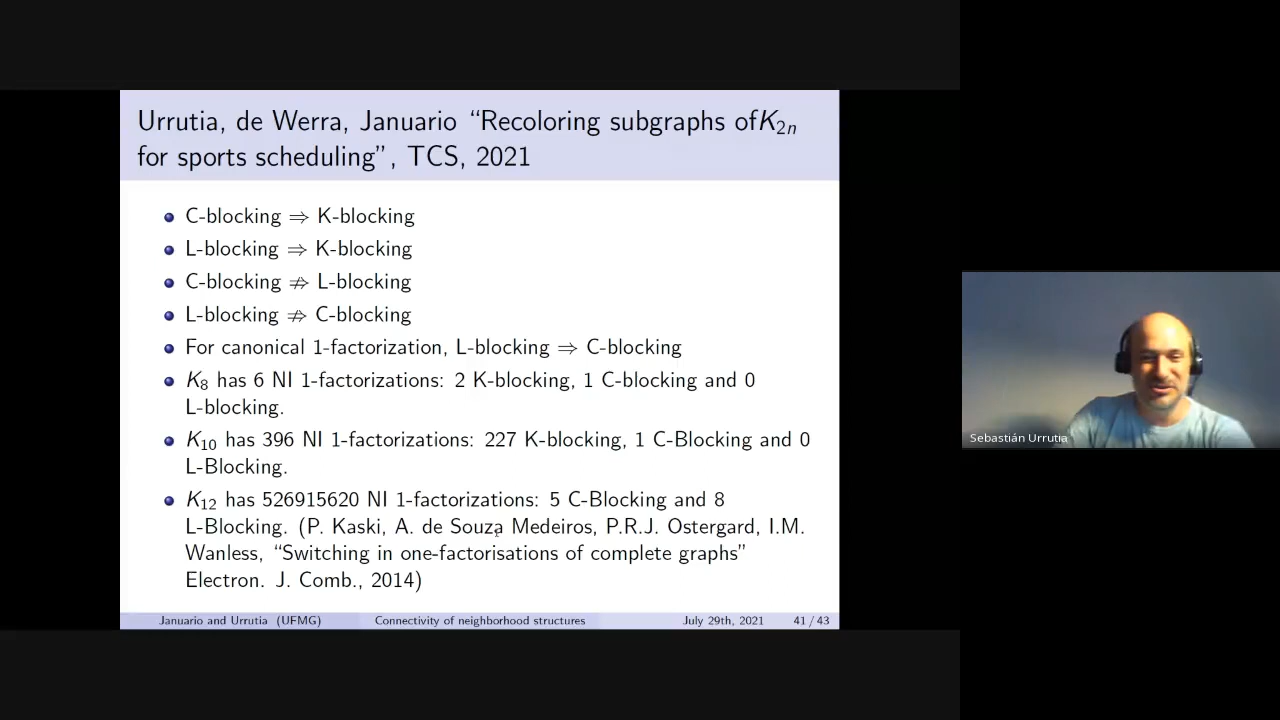 Urrutia, de Werra, Januario “Recoloring subgraphs ofK2n
for sports scheduling”, TCS, 2021
C-blocking ⇒ K-blocking
L-blocking ⇒ K-blocking
C-blocking ⇏ L-blocking
L-blocking ⇏ C-blocking
For canonical 1-factorization, L-blocking ⇒ C-blocking
K8 has 6 NI 1-factorizations: 2 K-blocking, 1 C-blocking and 0
L-blocking.
K10 has 396 NI 1-factorizations: 227 K-blocking, 1 C-Blocking and 0
L-Blocking.
K12 has 526915620 NI 1-factorizations: 5 C-Blocking and 8
L-Blocking. (P. Kaski, A. de Souza Medeiros, P.R.J. Ostergard, I.M.
Wanless, “Switching in one-factorisations of complete graphs”
Electron. J. Comb., 2014)
Januario and Urrutia (UFMG) Connectivity of neighborhood structures July 29th, 2021 41 / 43
Sebastián Urrutia